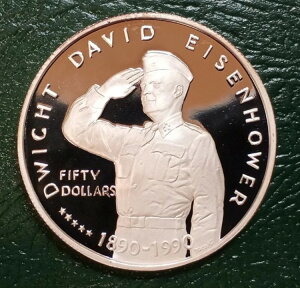 DWIGHT DAVID EISENHOWER
FIFTY
DOLLARS
1890-1990